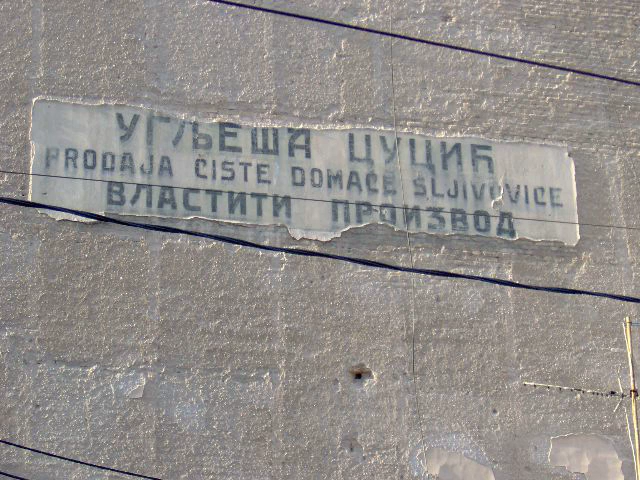 УГЉЕША ЦУЦИЋ
PRODAJA ČISTE DOMAĆE ŠLJIVOVICE
ВЛАСТИТИ ПРОИЗВОД